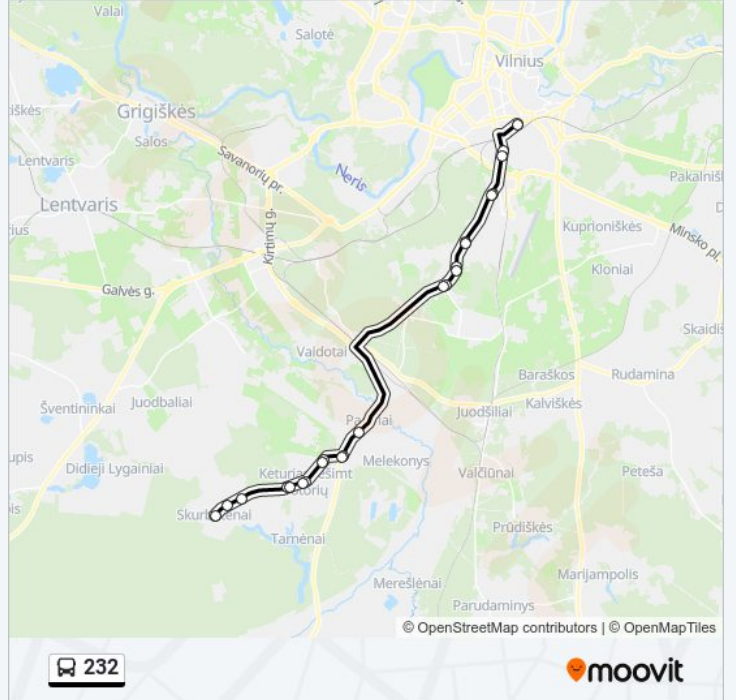 Valai
Salotė
Vilnius
Grigiškės
Salos
Lentvaris
Savanorių pr.
Neris
Pakalniš
Lentvaris
Kirtimų g.
Kuprioniškės
Minsko pl.
Kloniai
Galvės g.
Skaidiš
Vaidotai
Baraškos
Rudamina
Šventininkai
Juodbaliai
Kalviškės
Juodšiliai
Melekonys
Didieji Lygainiai
Valčiūnai
Peteša
Tarnėnai
Prūdiškės
Merešlėnai
Marijampolis
Parudaminys
© OpenStreetMap contributors | © OpenMapTiles
232
moovit